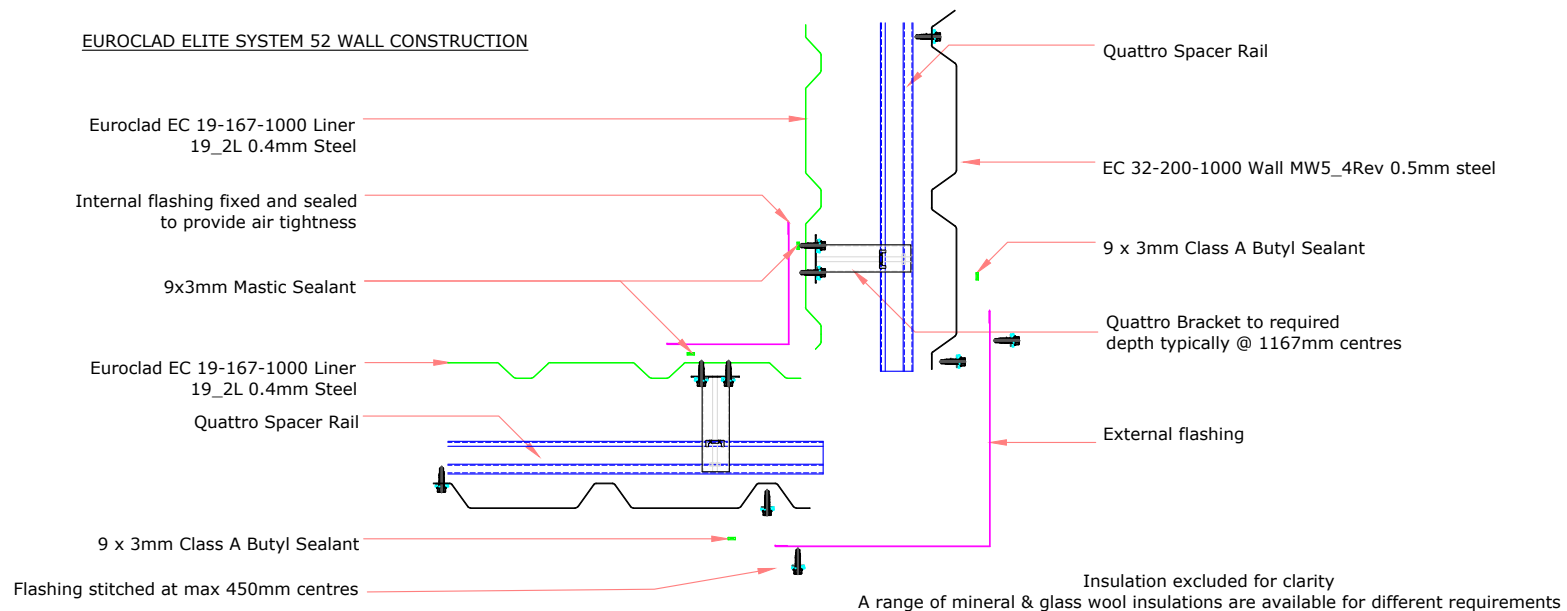 EUROCLAD ELITE SYSTEM 52 WALL CONSTRUCTION
Quattro Spacer Rail
Euroclad EC 19-167-1000 Liner
19_2L 0.4mm Steel
EC 32-200-1000 Wall MW5_4Rev 0.5mm steel
Internal flashing fixed and sealed
to provide air tightness
9 x 3mm Class A Butyl Sealant
9x3mm Mastic Sealant
Quattro Bracket to required
depth typically @ 1167mm centres
Euroclad EC 19-167-1000 Liner
19_2L 0.4mm Steel
Quattro Spacer Rail
External flashing
9 x 3mm Class A Butyl Sealant
Flashing stitched at max 450mm centres
Insulation excluded for clarity
A range of mineral & glass wool insulations are available for different requirements